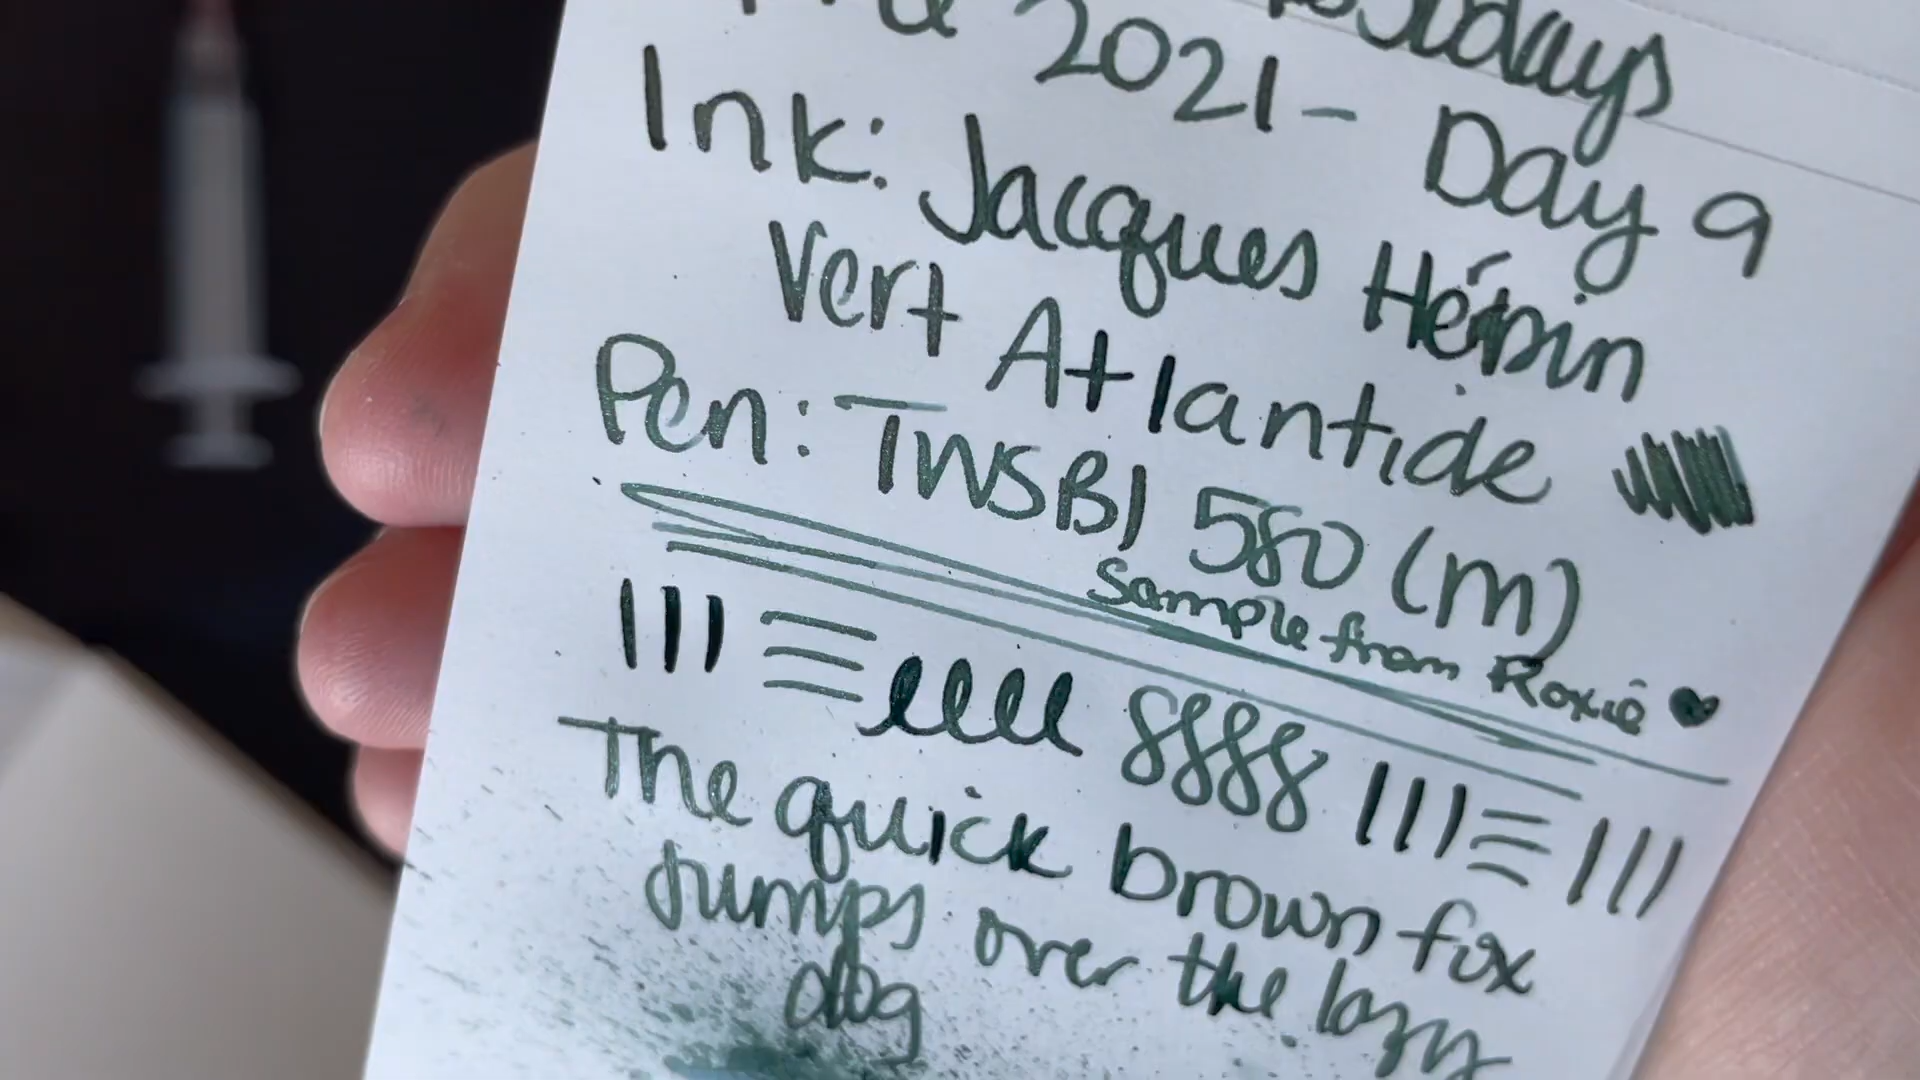 2021 - Day 9
Ink: Jacques Hérbin
Vert Atlantide
Pen: TWSBI 580 (M)
Sample from Roxie ♥
The quick brown fox
Jumps over the lazy
dog